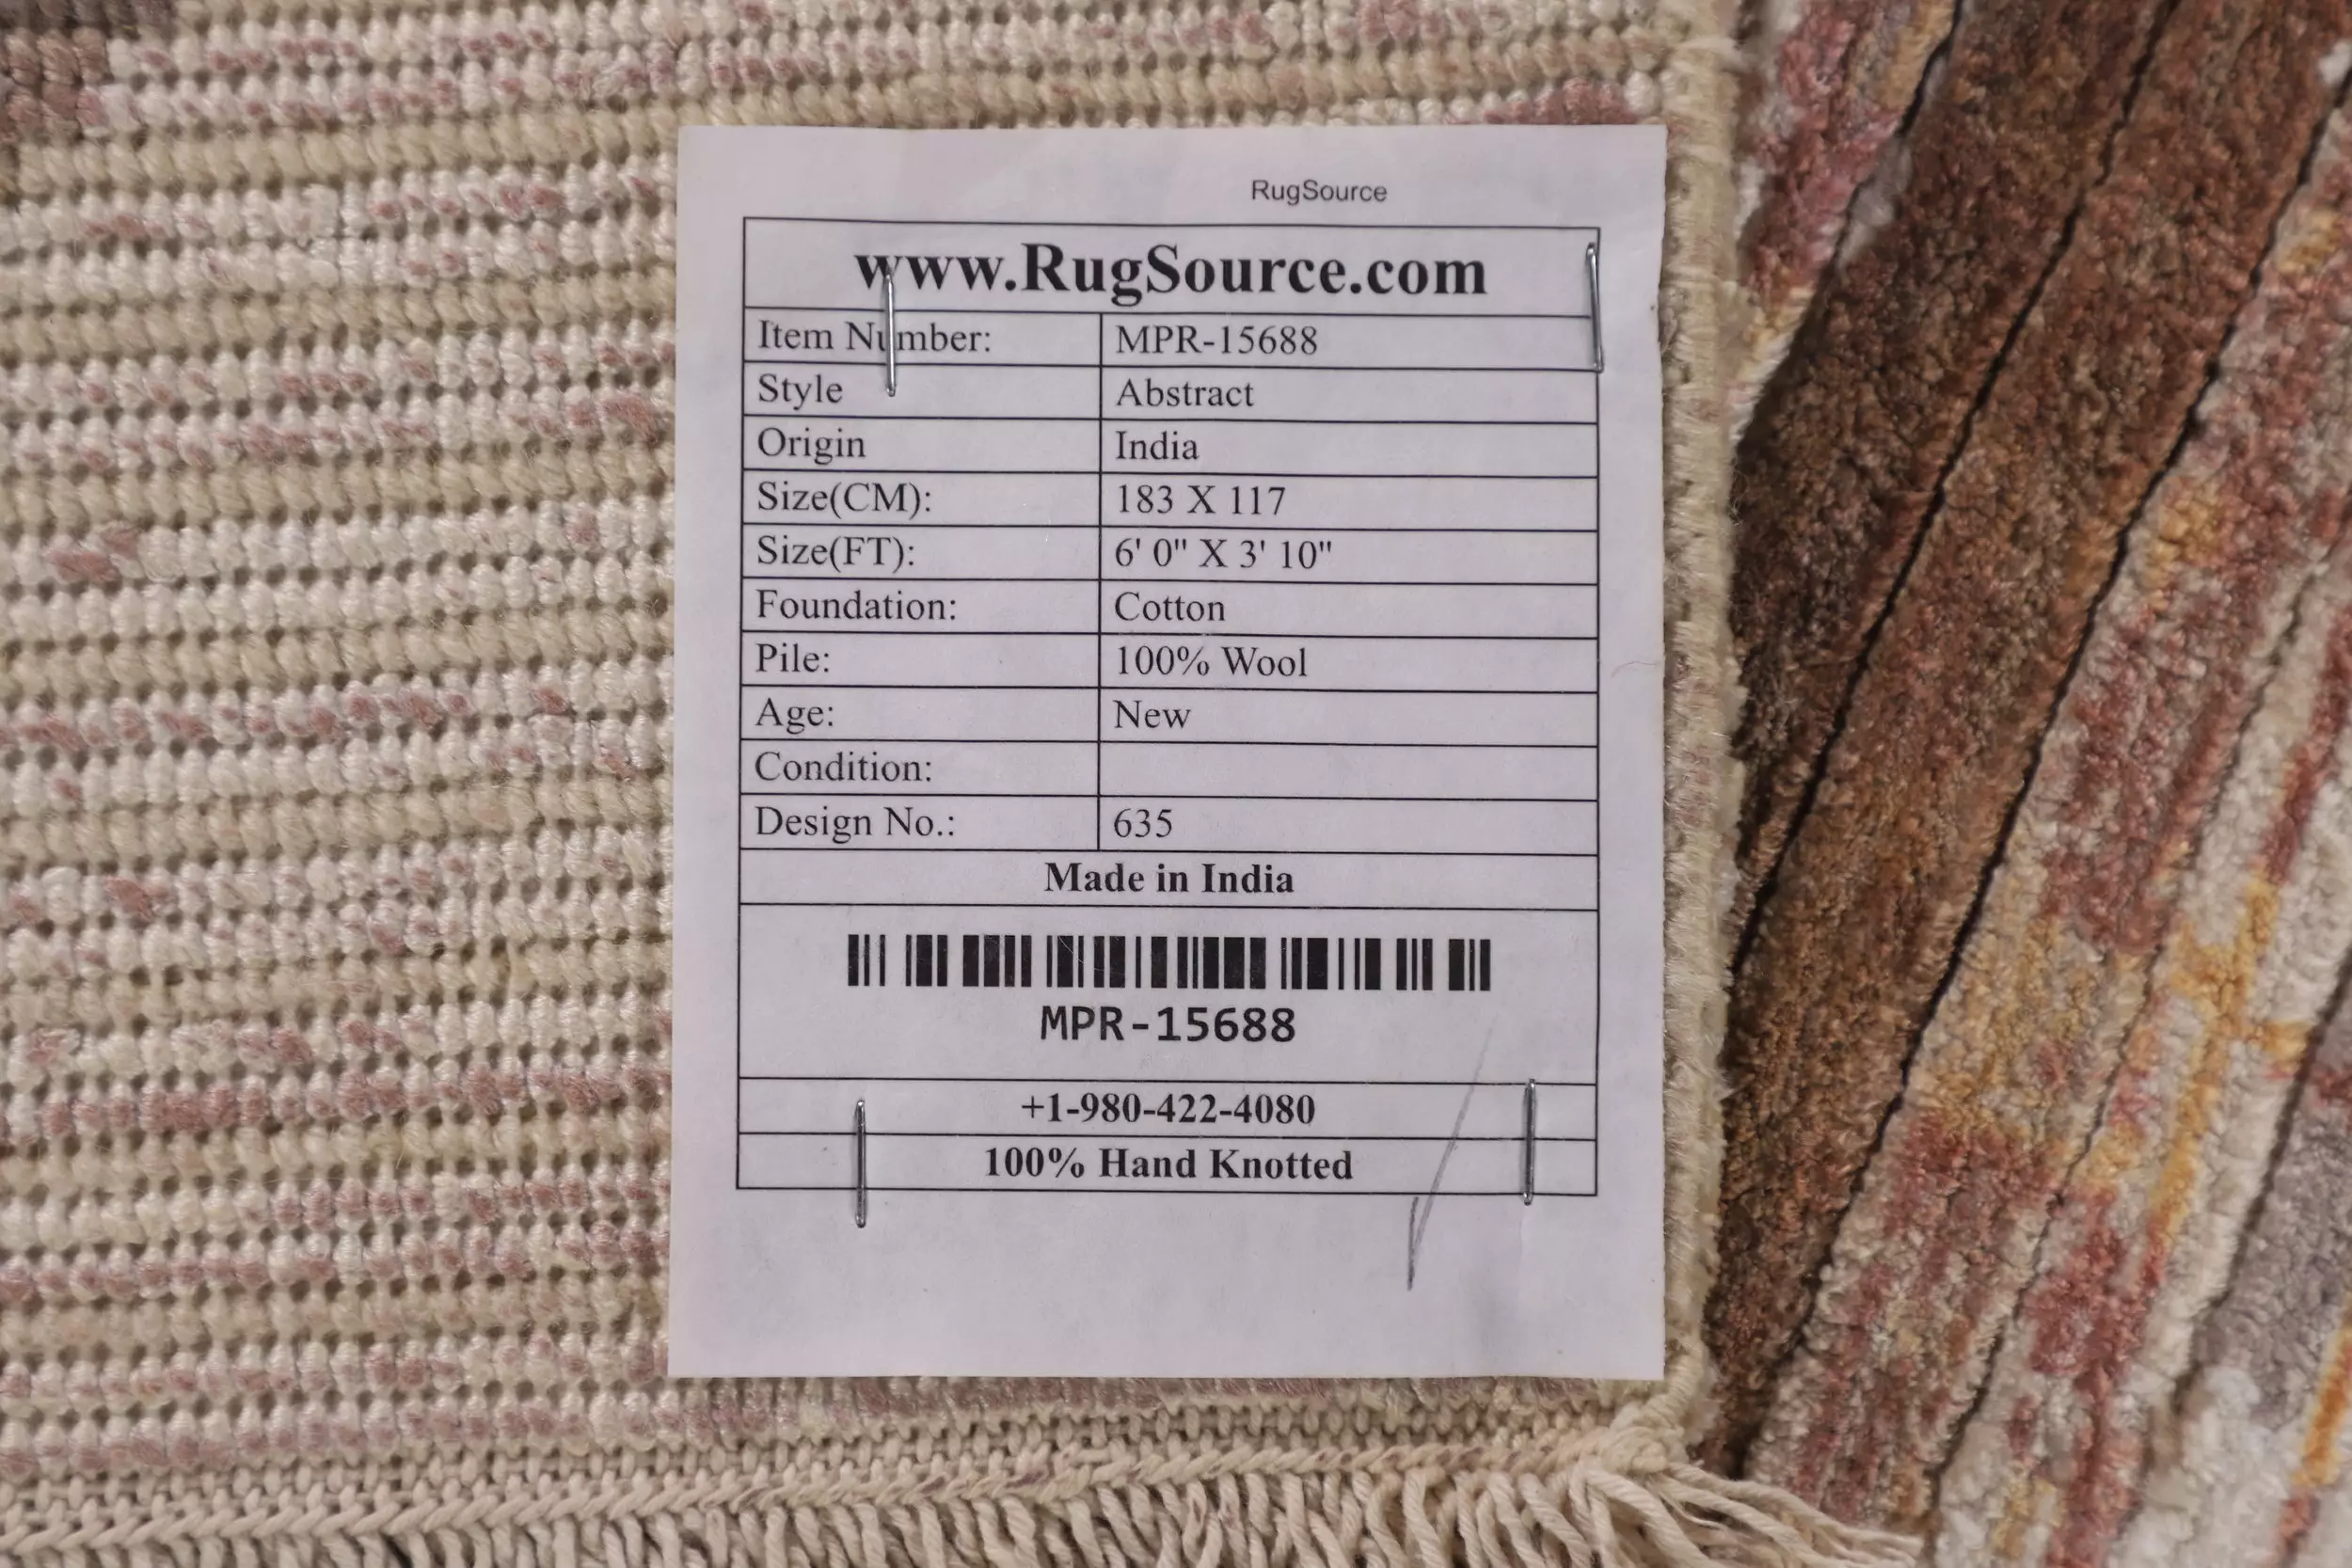 RugSource
www.RugSource.com
Item Number: MPR-15688
Style Abstract
Origin India
Size(CM): 183 X 117
Size(FT): 6' 0" X 3' 10"
Foundation: Cotton
Pile: 100% Wool
Age: New
Condition:
Design No.: 635
Made in India
MPR-15688
+1-980-422-4080
100% Hand Knotted